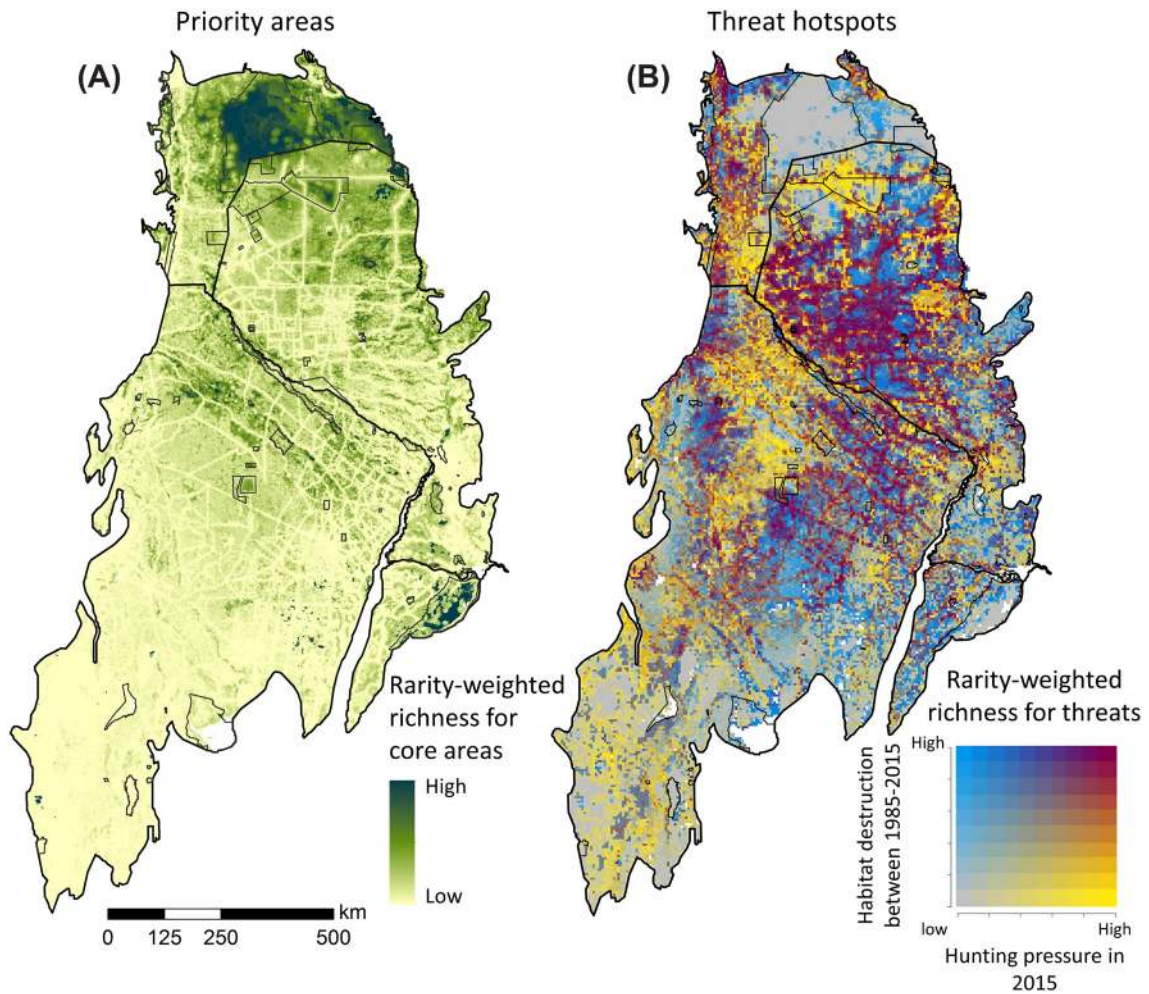 Priority areas
Threat hotspots
(A)
(B)
Rarity-weighted
richness for
core areas
High
Low
km
0 125 250 500
Rarity-weighted
richness for threats
High
Habitat destruction
between 1985-2015
low High
Hunting pressure in
2015